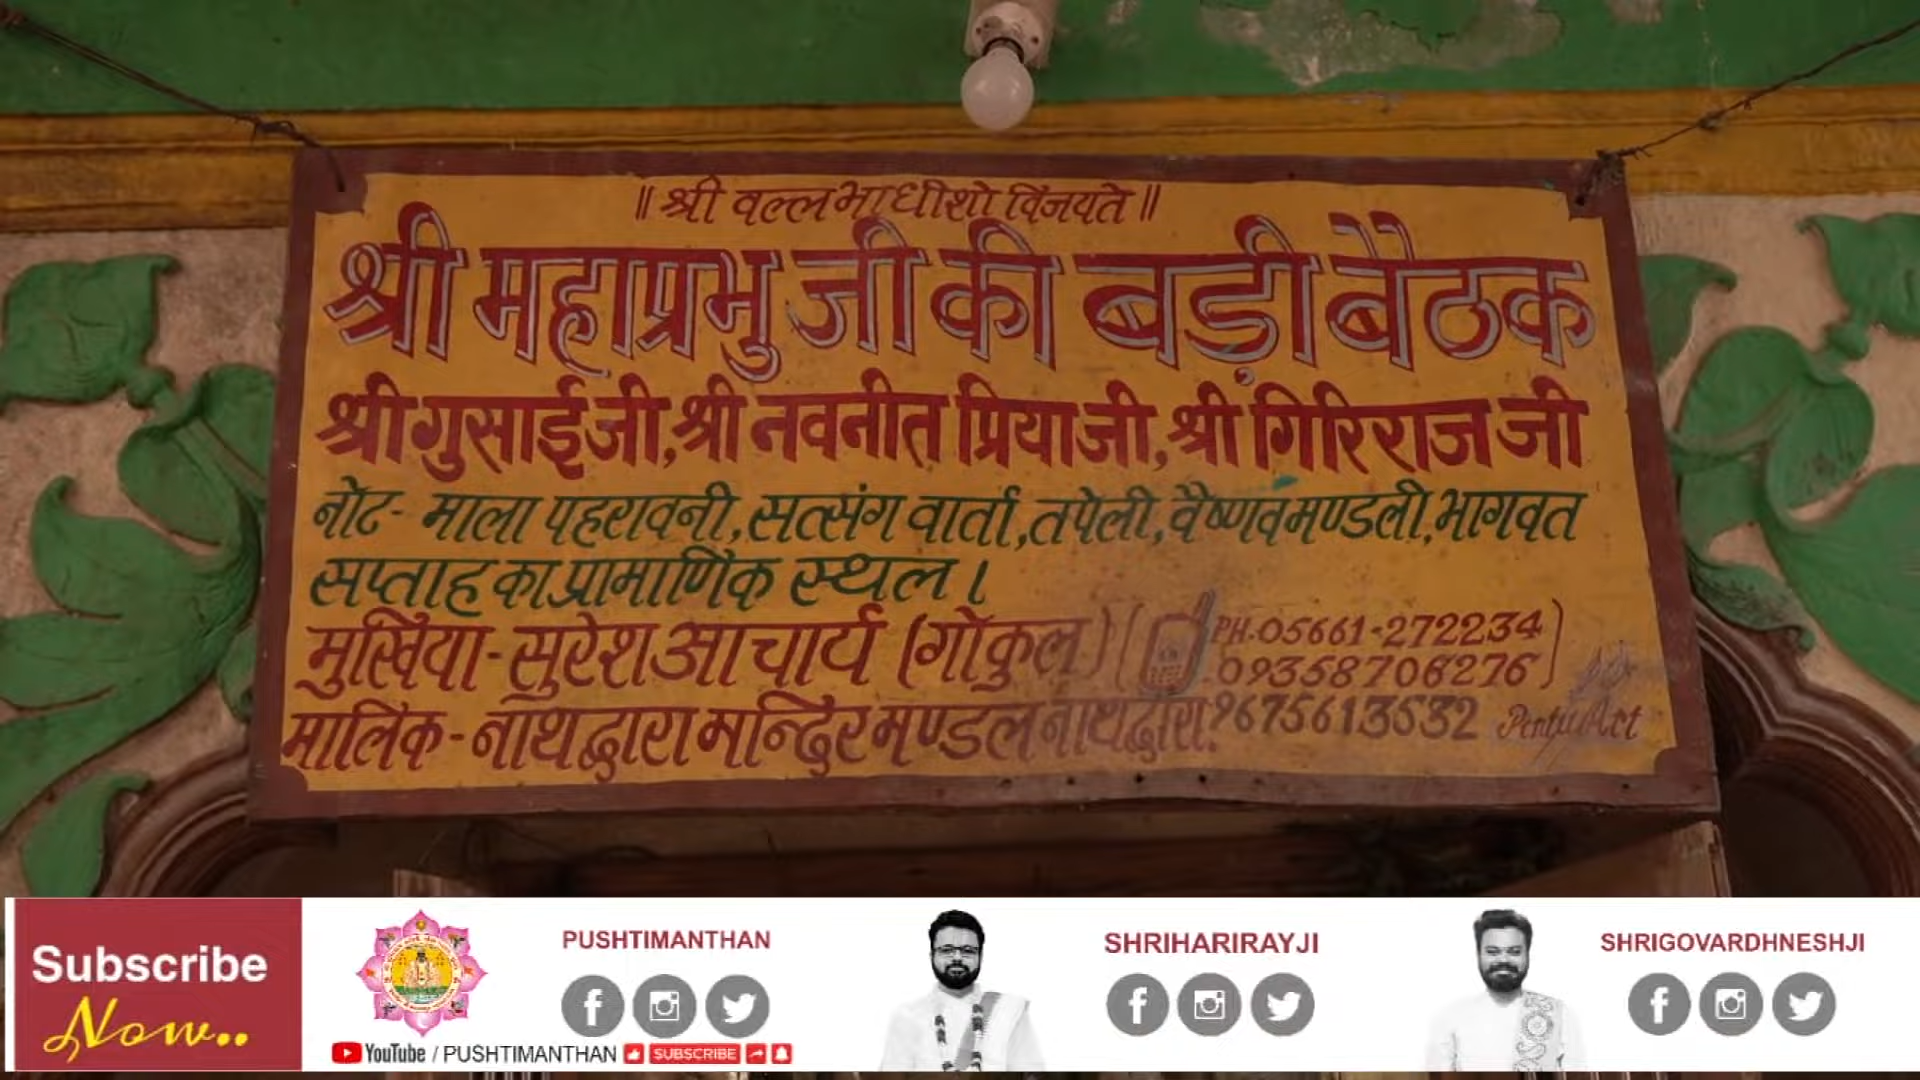 ॥ श्री वल्लभाधीशो विजयते ॥
श्री महाप्रभु जी की बड़ी बैठक
श्री गुसाई जी, श्री नवनीत प्रियाजी, श्री गिरिराज जी
नोट- माला पहरावनी, सत्संग वार्ता, तपेली, वैष्णव मण्डली, भागवत
सप्ताह का प्रामाणिक स्थल ।
मुखिया - सुरेश आचार्य (गोकुल) ( PH.05661-272234
09358706276 )
मालिक - नाथद्वारा मन्दिर मण्डल नाथद्वारा. 9675613532
Art
Subscribe
Now..
PUSHTIMANTHAN
YouTube / PUSHTIMANTHAN SUBSCRIBE
SHRIHARIRAYJI
SHRIGOVARDHNESHJI